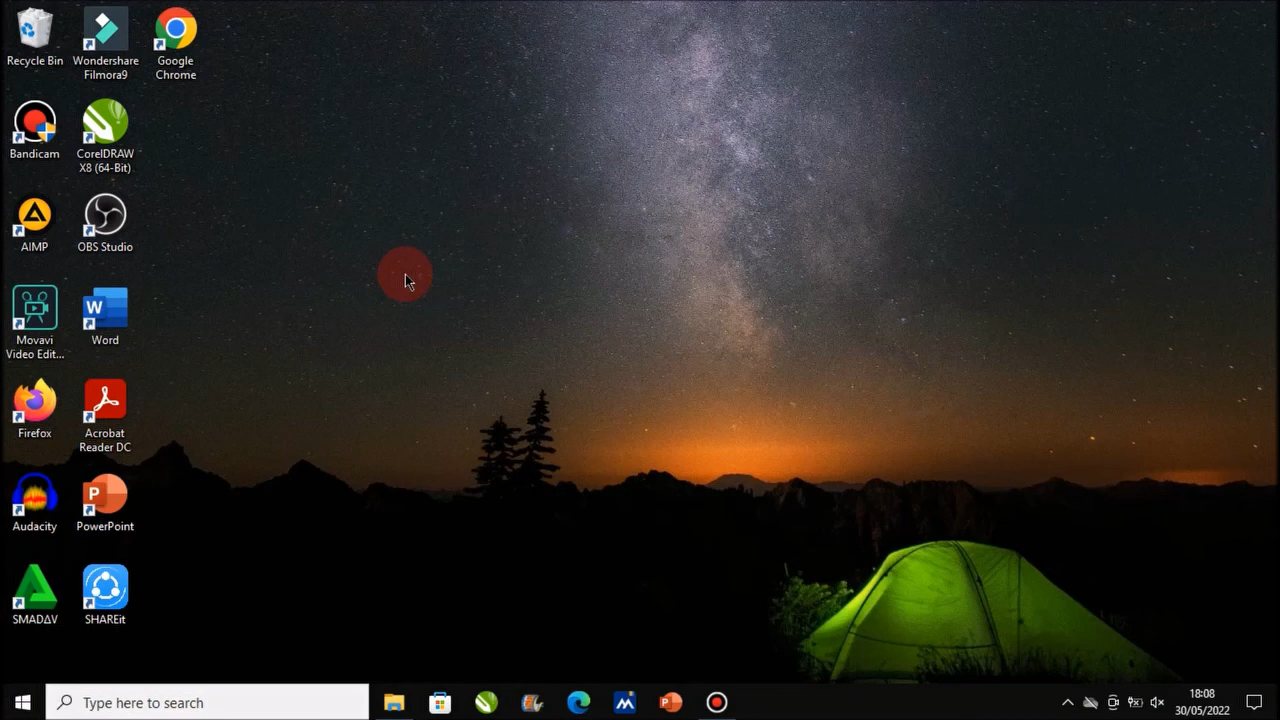 Recycle Bin
Wondershare
Filmora9
Google
Chrome
Bandicam
CorelDRAW
X8 (64-Bit)
AIMP
OBS Studio
Movavi
Video Edit...
Word
Firefox
Acrobat
Reader DC
Audacity
PowerPoint
SMADΔV
SHAREit
Type here to search
18:08
30/05/2022